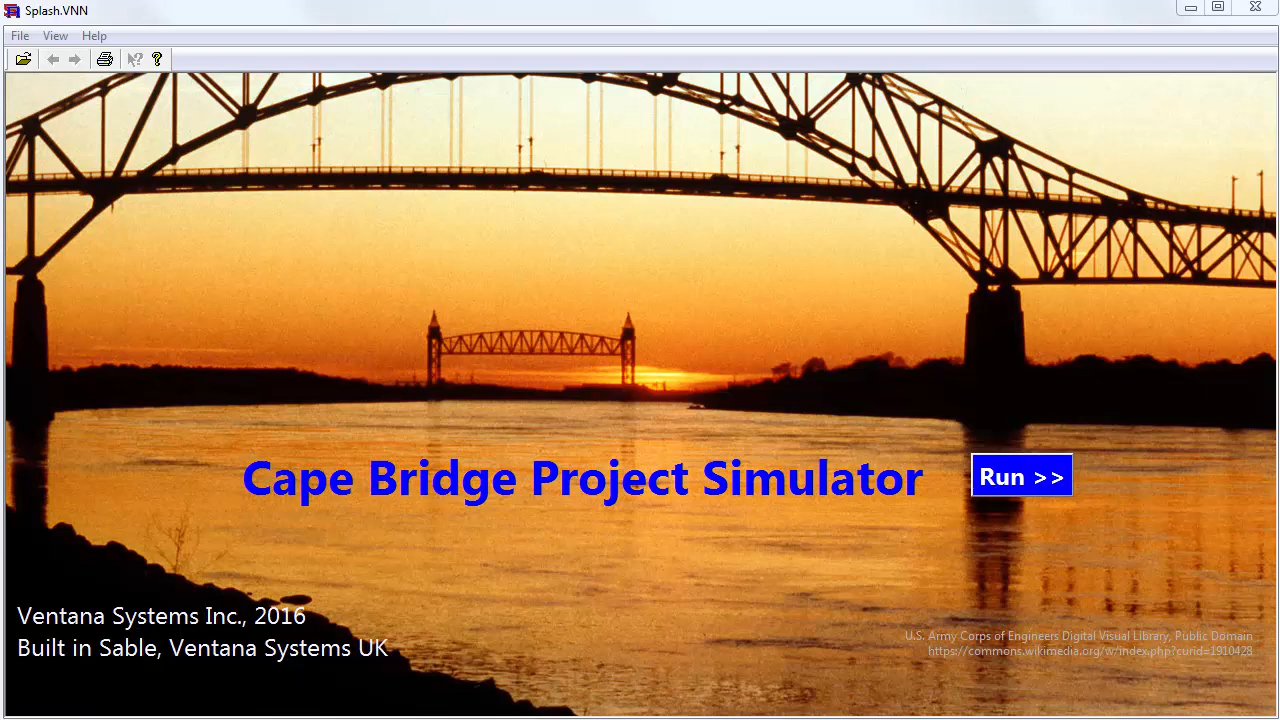 Splash.VNN
File View Help
Cape Bridge Project Simulator
Run >>
Ventana Systems Inc., 2016
Built in Sable, Ventana Systems UK
U.S. Army Corps of Engineers Digital Visual Library, Public Domain
https://commons.wikimedia.org/w/index.php?curid=1910428